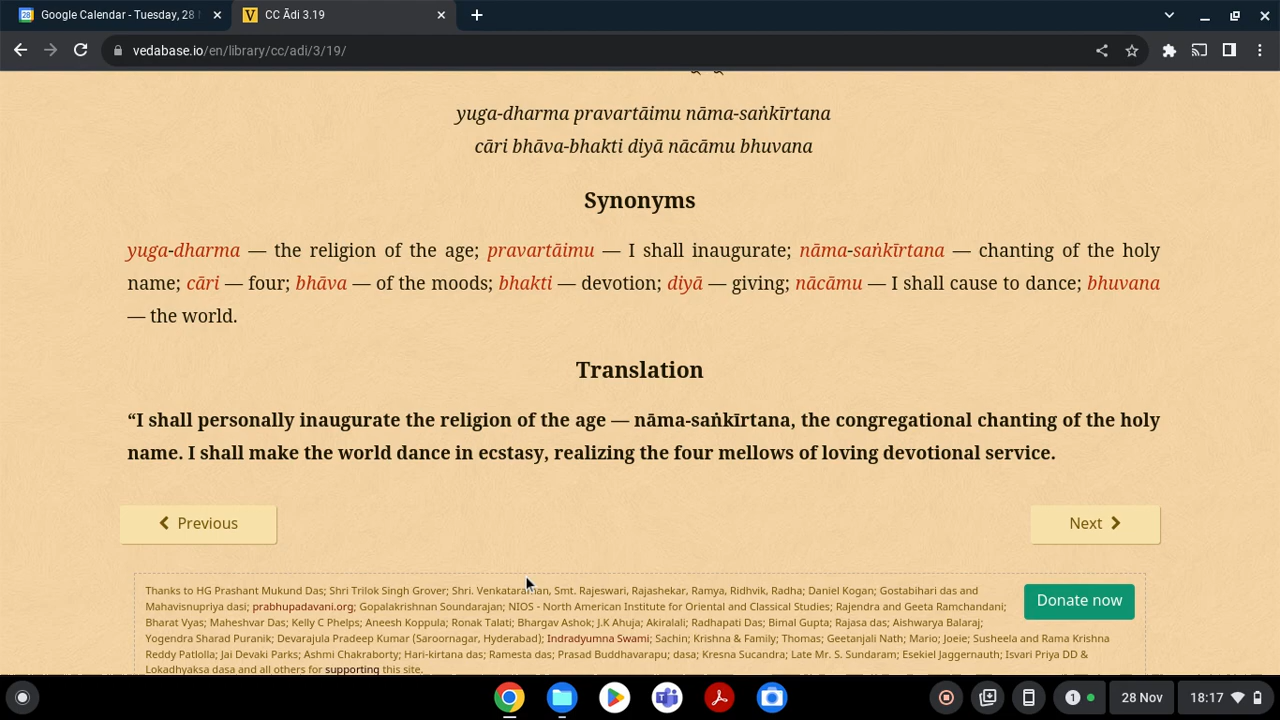 Google Calendar - Tuesday, 28
CC Ādi 3.19
vedabase.io/en/library/cc/adi/3/19/
yuga-dharma pravartāimu nāma-saṅkīrtana
cāri bhāva-bhakti diyā nācāmu bhuvana
Synonyms
yuga-dharma — the religion of the age; pravartāimu — I shall inaugurate; nāma-saṅkīrtana — chanting of the holy
name; cāri — four; bhāva — of the moods; bhakti — devotion; diyā — giving; nācāmu — I shall cause to dance; bhuvana
— the world.
Translation
“I shall personally inaugurate the religion of the age — nāma-saṅkīrtana, the congregational chanting of the holy
name. I shall make the world dance in ecstasy, realizing the four mellows of loving devotional service.
Previous
Next
Thanks to HG Prashant Mukund Das; Shri Trilok Singh Grover; Shri. Venkataraman, Smt. Rajeswari, Rajashekar, Ramya, Ridhvik, Radha; Daniel Kogan; Gostabihari das and
Mahavisnupriya dasi; prabhupadavani.org; Gopalakrishnan Soundarajan; NIOS - North American Institute for Oriental and Classical Studies; Rajendra and Geeta Ramchandani;
Bharat Vyas; Maheshvar Das; Kelly C Phelps; Aneesh Koppula; Ronak Talati; Bhargav Ashok; J.K Ahuja; Akiralali; Radhapati Das; Bimal Gupta; Rajasa das; Aishwarya Balaraj;
Yogendra Sharad Puranik; Devarajulu Pradeep Kumar (Saroornagar, Hyderabad); Indradyumna Swami; Sachin; Krishna & Family; Thomas; Geetanjali Nath; Mario; Joeie; Susheela and Rama Krishna
Reddy Patlolla; Jai Devaki Parks; Ashmi Chakraborty; Hari-kirtana das; Ramesta das; Prasad Buddhavarapu; dasa; Kresna Sucandra; Late Mr. S. Sundaram; Esekiel Jaggernauth; Isvari Priya DD &
Lokadhyaksa dasa and all others for supporting this site.
Donate now
1
28 Nov
18:17